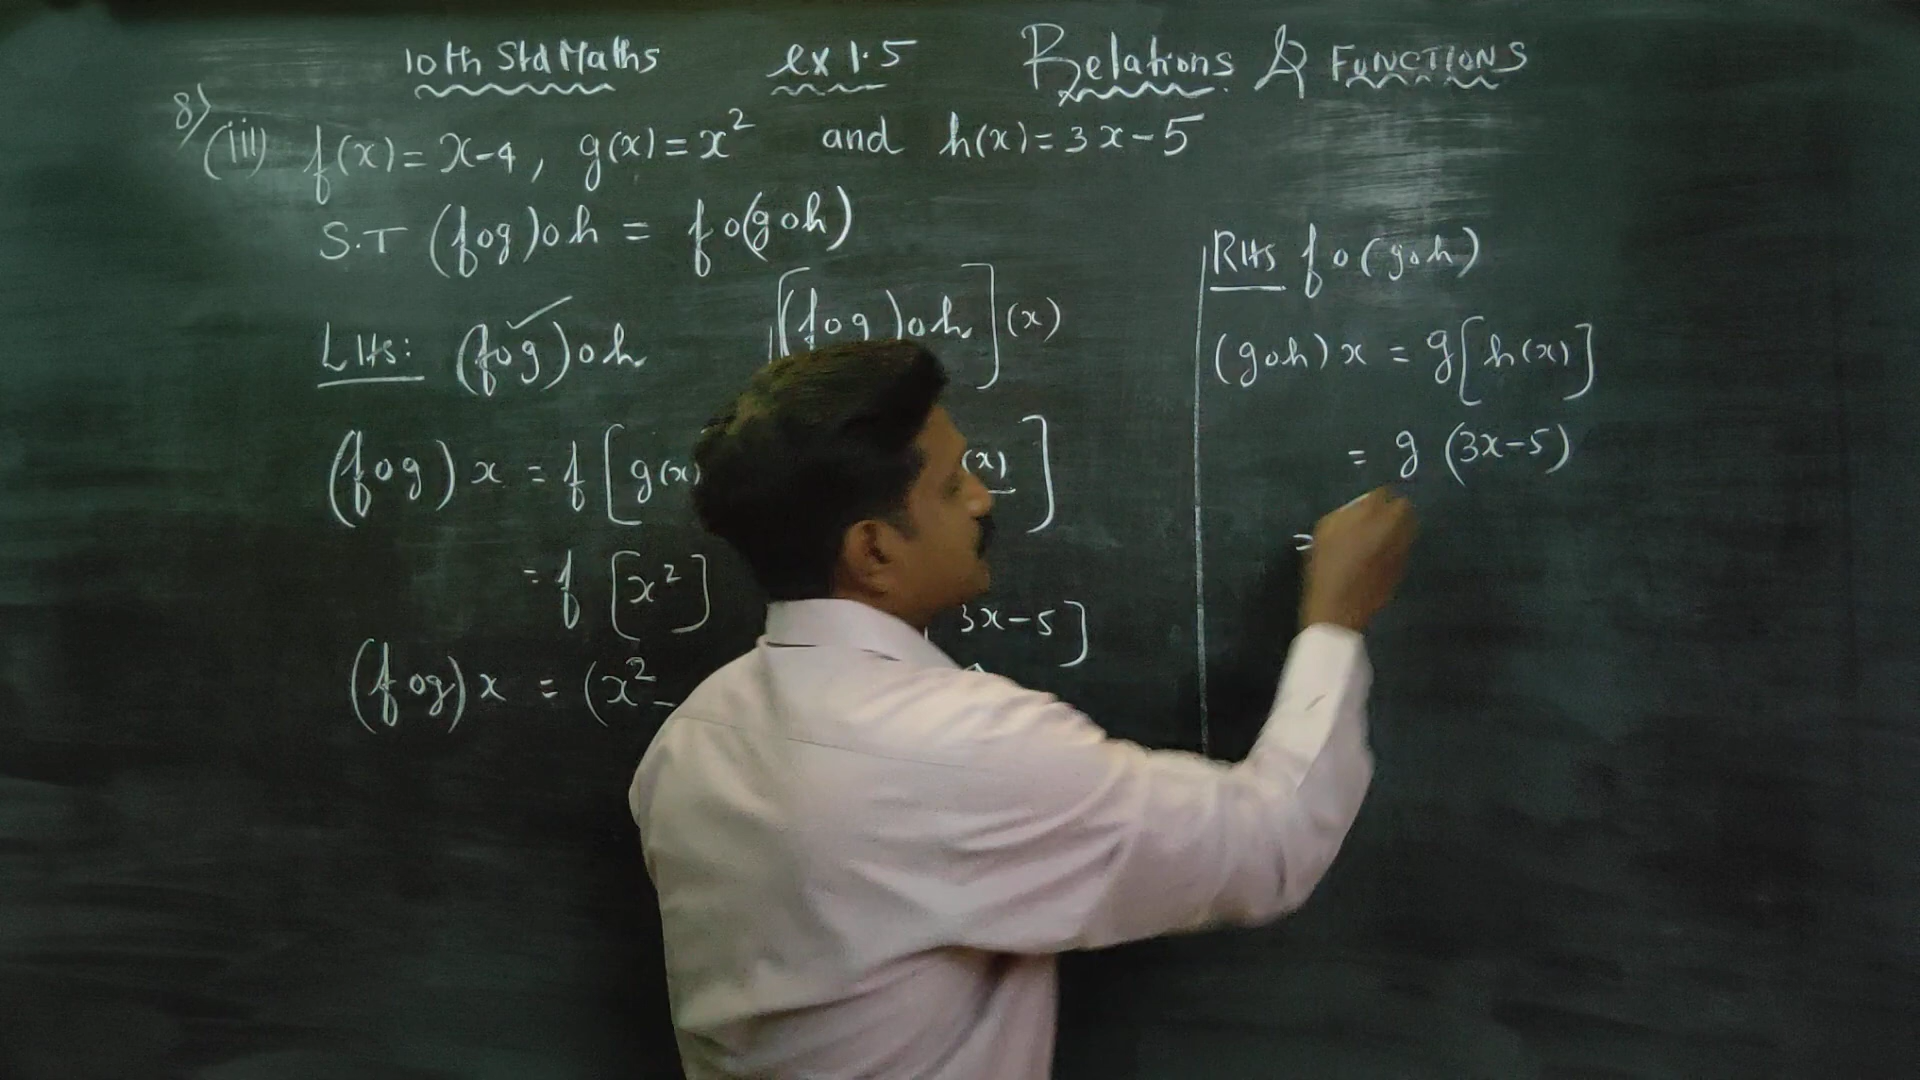 10th Std Maths ex 1.5 Relations & FUNCTIONS
8) (iii) f(x) = x-4, g(x) = x² and h(x) = 3x-5
S.T (fog)oh = fo(goh)
LHS: (fog)oh
(fog)x = f[g(x)
= f[x²]
(fog)x = (x² -
[(fog)oh](x)
(x)]
3x-5]
RHS fo(goh)
(goh)x = g[h(x)]
= g(3x-5)
=